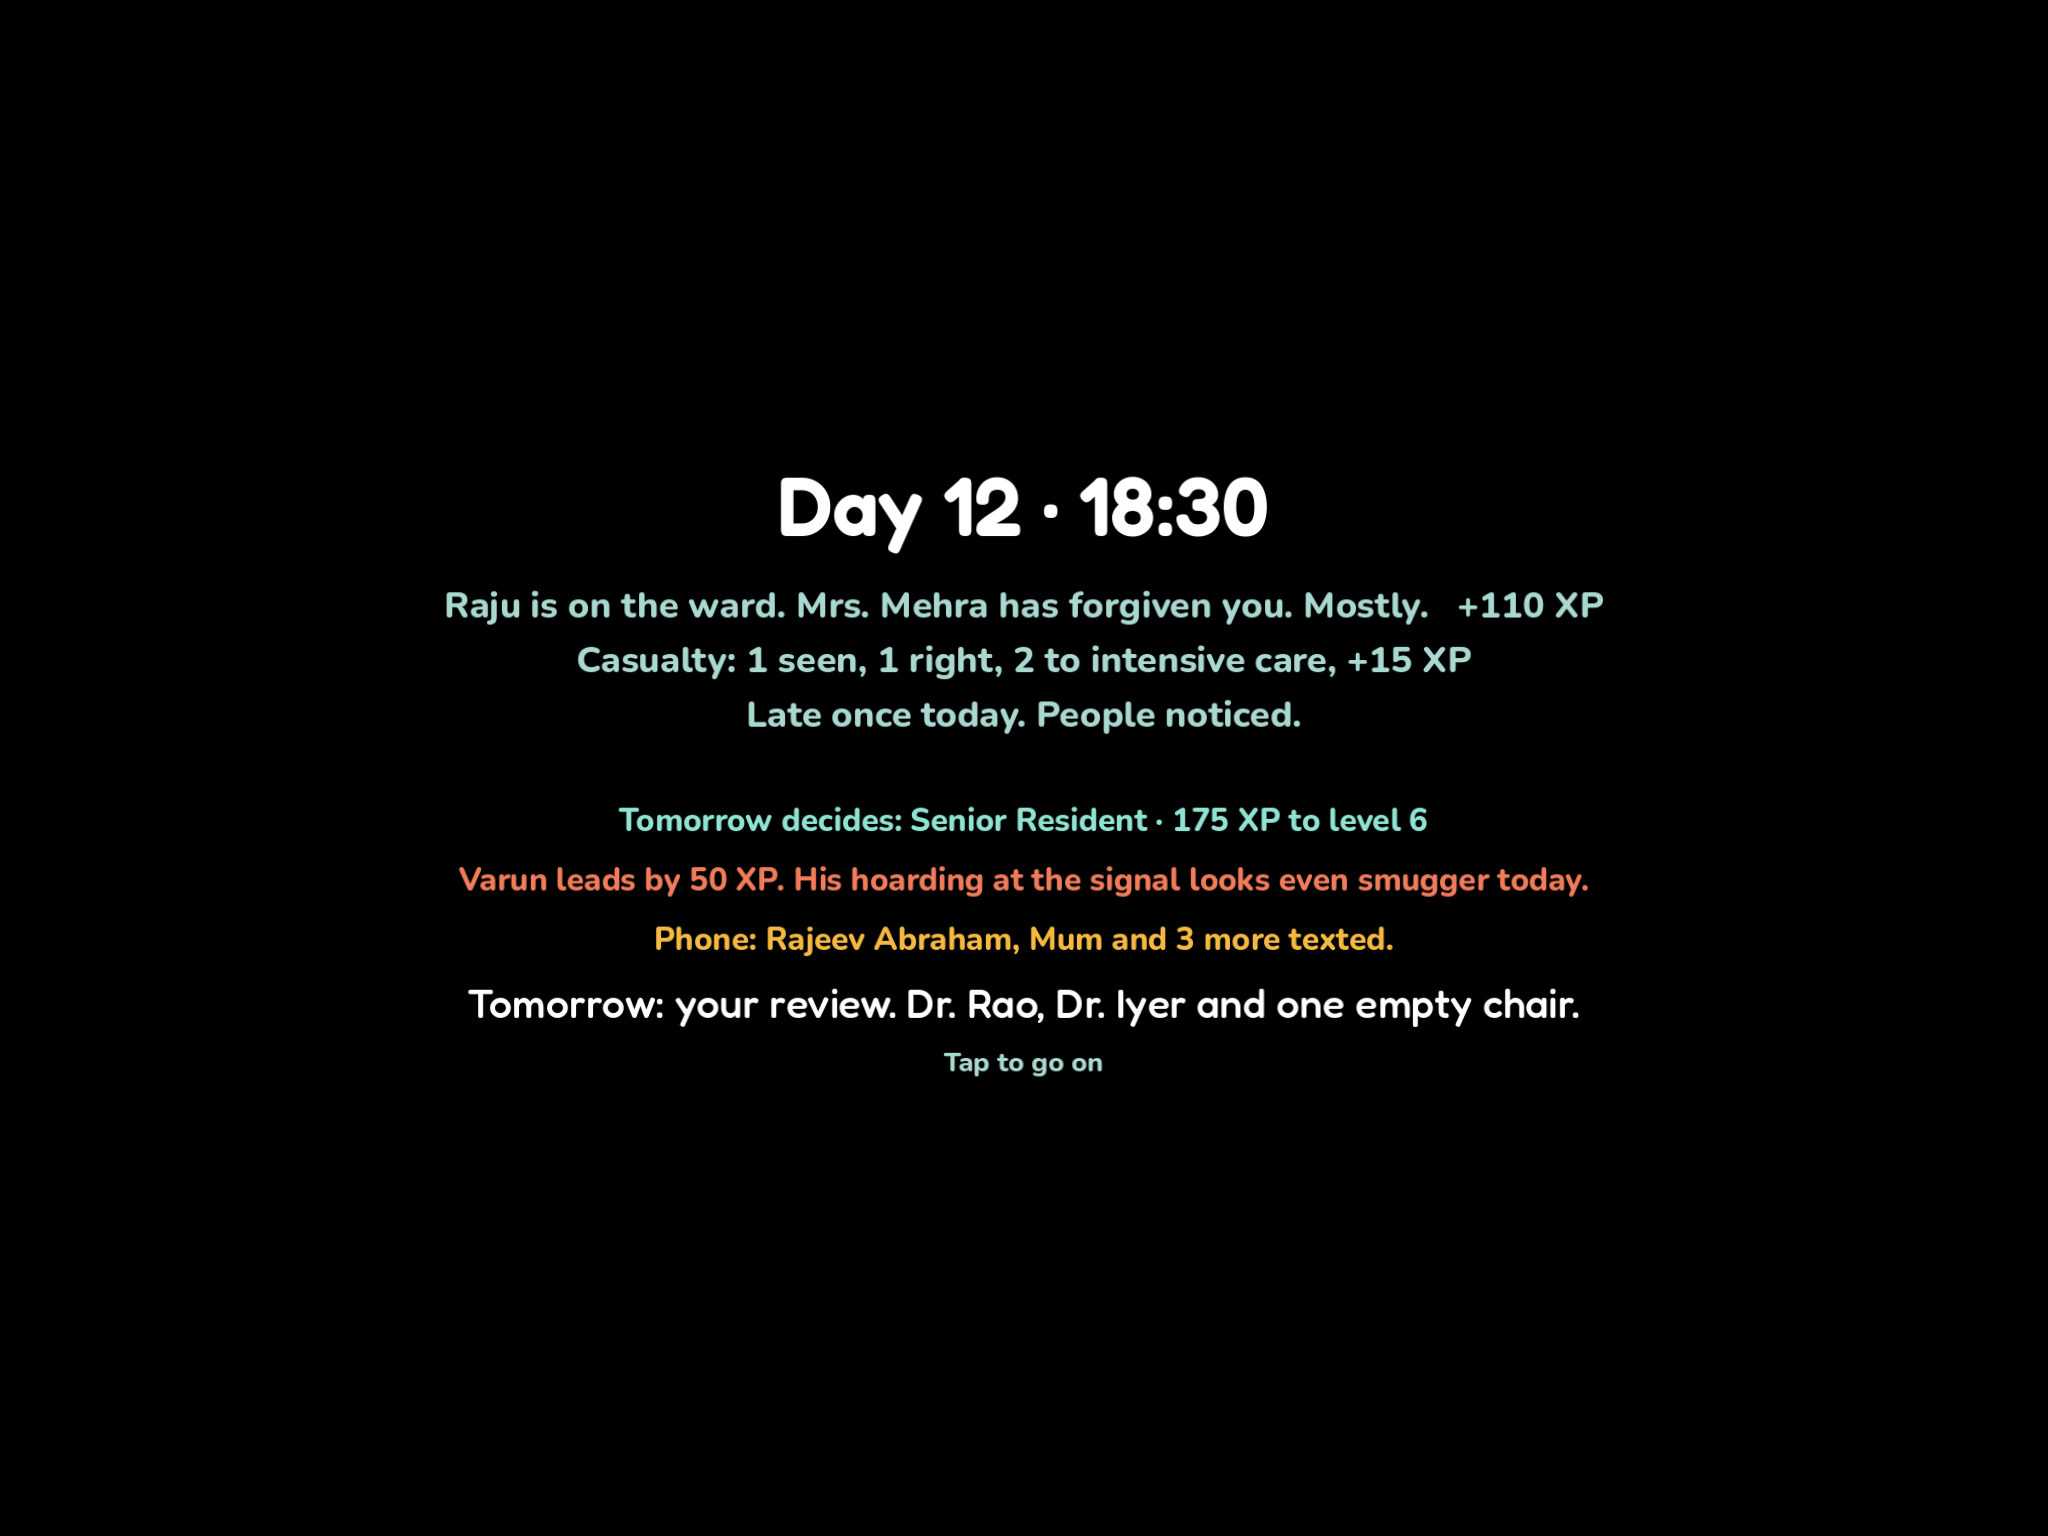 Day 12 · 18:30
Raju is on the ward. Mrs. Mehra has forgiven you. Mostly. +110 XP
Casualty: 1 seen, 1 right, 2 to intensive care, +15 XP
Late once today. People noticed.
Tomorrow decides: Senior Resident · 175 XP to level 6
Varun leads by 50 XP. His hoarding at the signal looks even smugger today.
Phone: Rajeev Abraham, Mum and 3 more texted.
Tomorrow: your review. Dr. Rao, Dr. Iyer and one empty chair.
Tap to go on